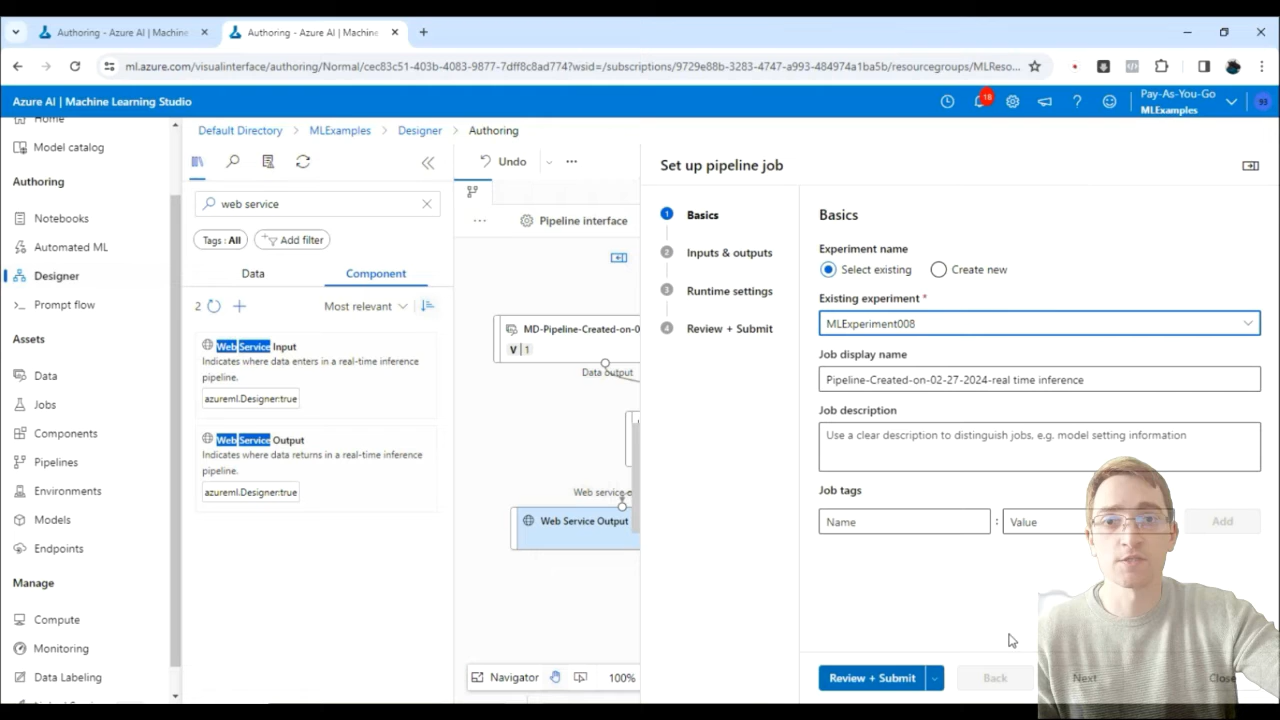 Authoring - Azure AI | Machine
Authoring - Azure AI | Machine
ml.azure.com/visualinterface/authoring/Normal/cec83c51-403b-4083-9877-7dff8c8ad774?wsid=/subscriptions/9729e88b-3283-4747-a993-484974a1ba5b/resourcegroups/MLReso...
Azure AI | Machine Learning Studio
18
Pay-As-You-Go
MLExamples
93
Home
Model catalog
Authoring
Notebooks
Automated ML
Designer
Prompt flow
Assets
Data
Jobs
Components
Pipelines
Environments
Models
Endpoints
Manage
Compute
Monitoring
Data Labeling
Default Directory > MLExamples > Designer > Authoring
web service
Tags : All
Add filter
Data
Component
2
Most relevant
Web Service Input
Indicates where data enters in a real-time inference
pipeline.
azureml.Designer:true
Web Service Output
Indicates where data returns in a real-time inference
pipeline.
azureml.Designer:true
Undo
Pipeline interface
MD-Pipeline-Created-on-0
V | 1
Data output
Web service o
Web Service Output
Navigator
100%
Set up pipeline job
1 Basics
2 Inputs & outputs
3 Runtime settings
4 Review + Submit
Basics
Experiment name
Select existing
Create new
Existing experiment *
MLExperiment008
Job display name
Pipeline-Created-on-02-27-2024-real time inference
Job description
Use a clear description to distinguish jobs, e.g. model setting information
Job tags
Name : Value
Add
Review + Submit
Back
Next
Close